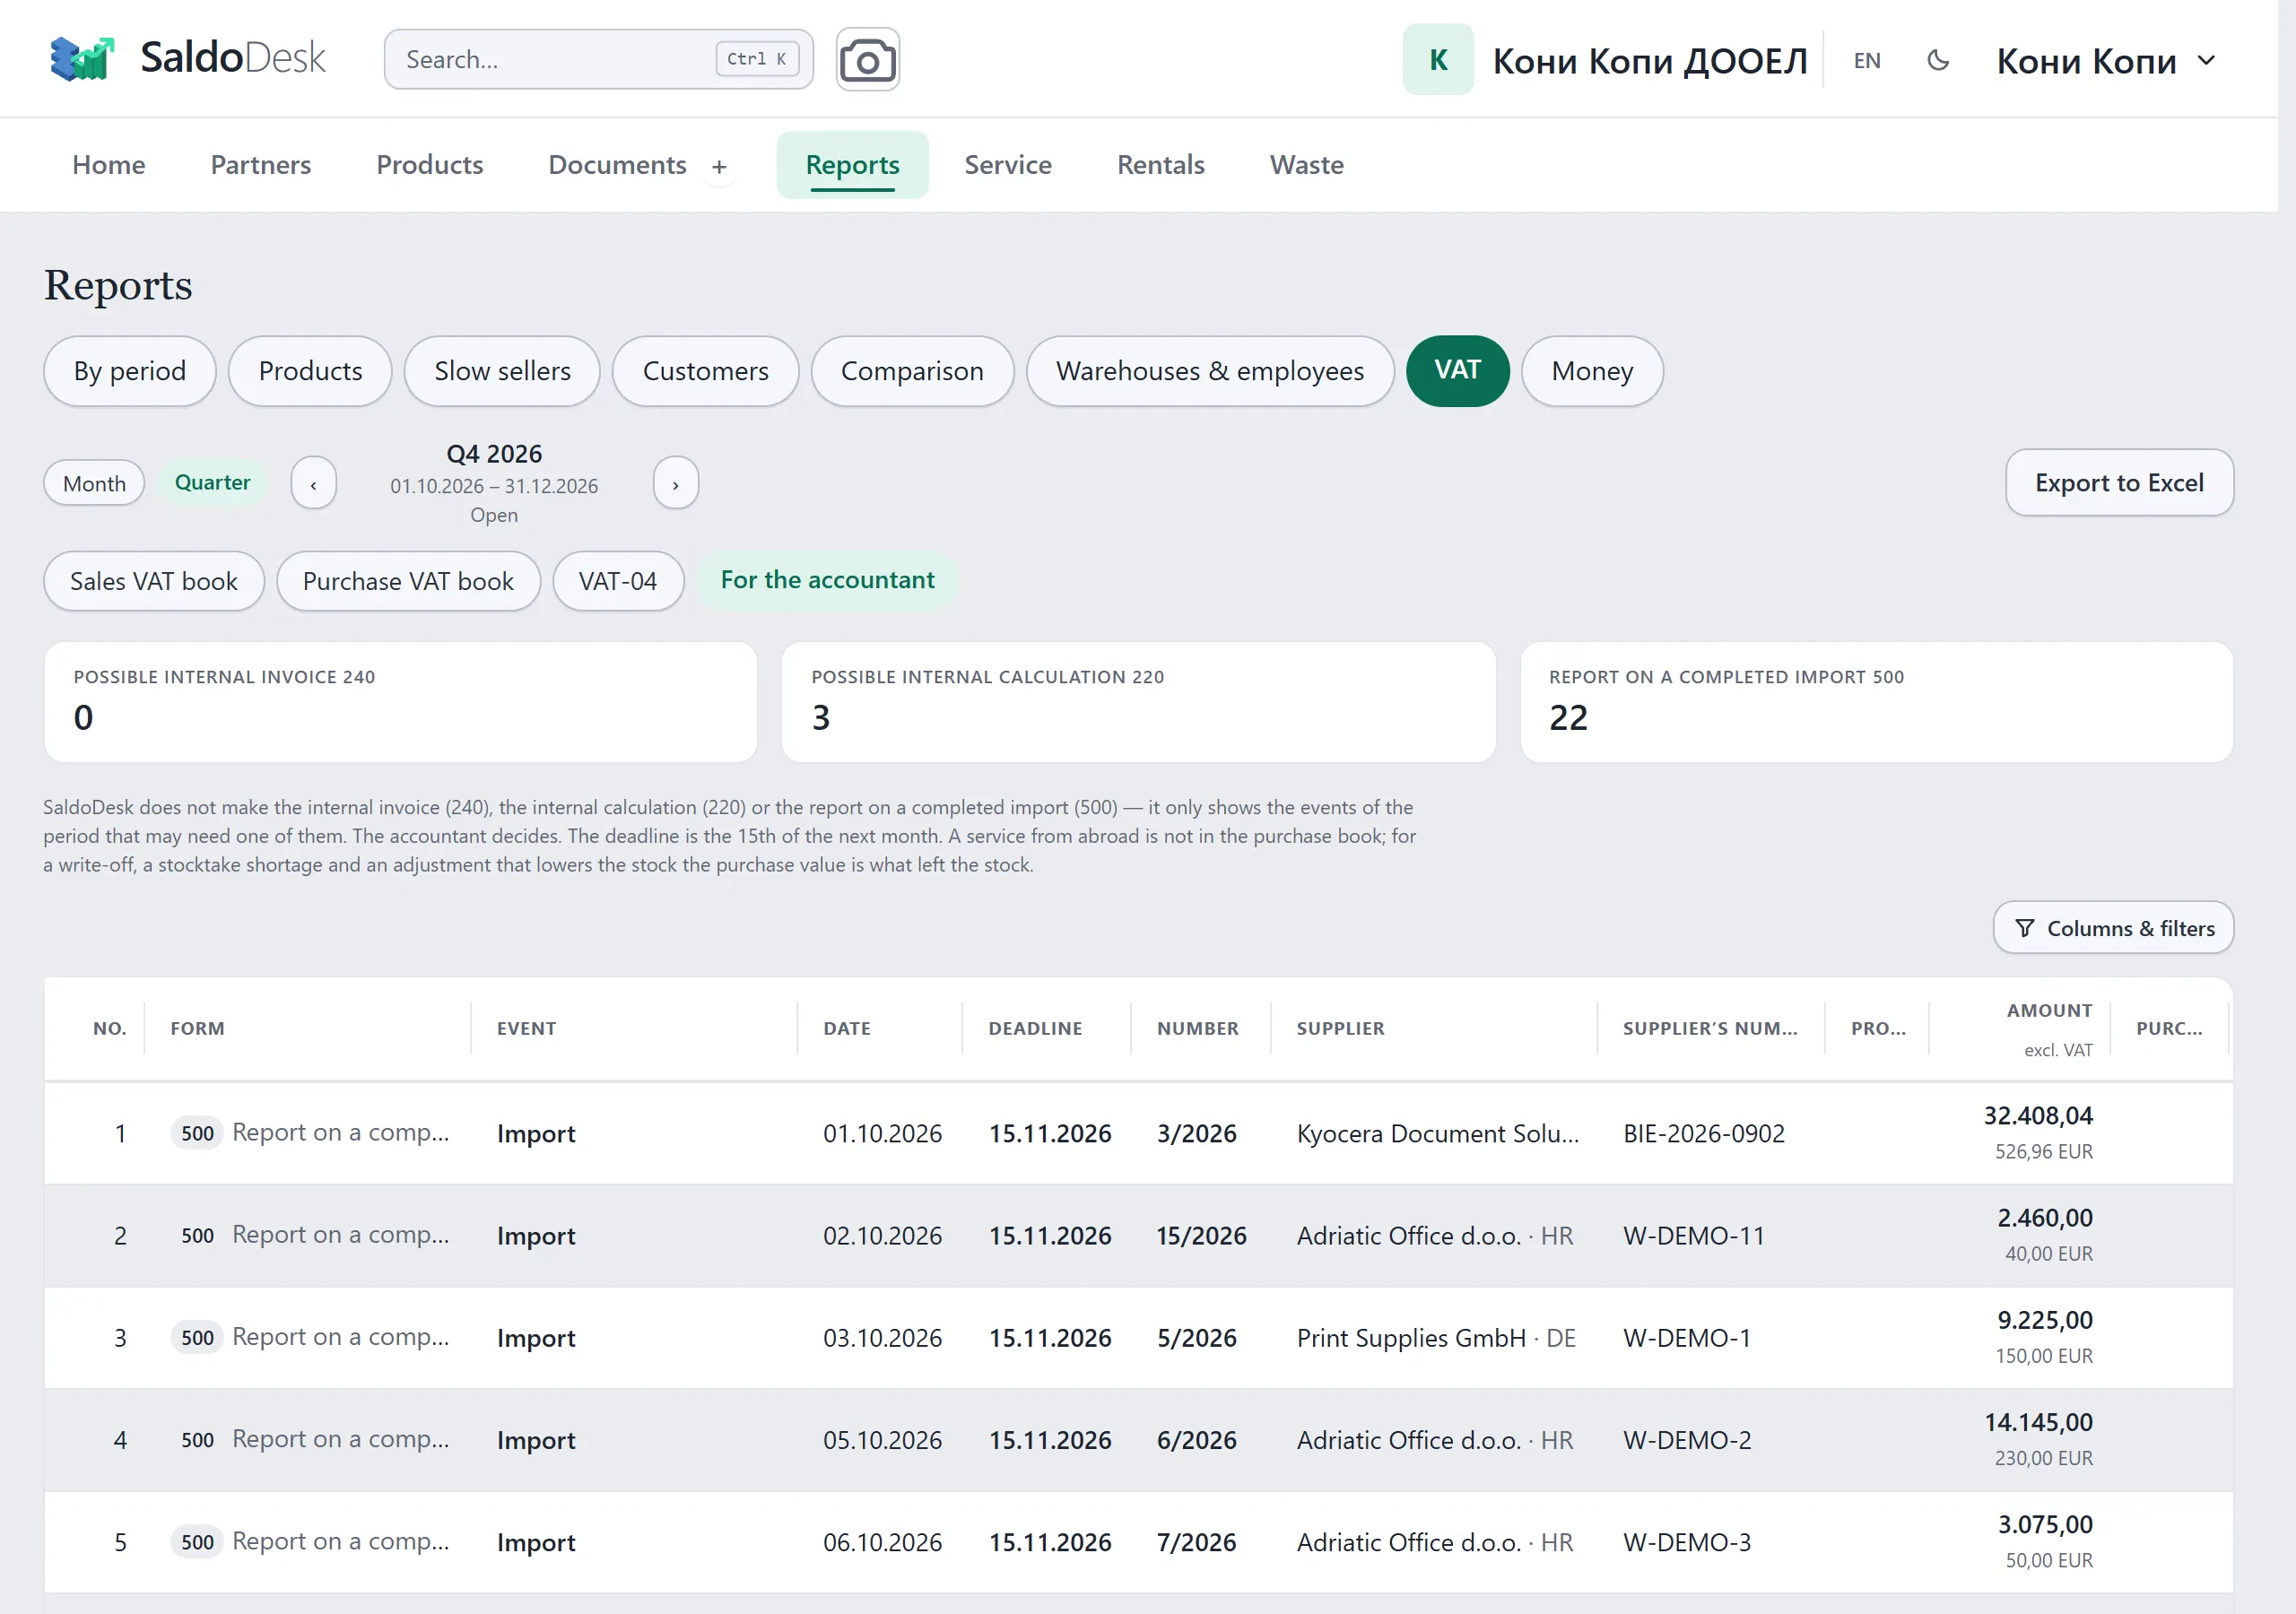 SaldoDesk
Search...
Ctrl K
K
Кони Копи ДООЕЛ
EN
Кони Копи
Home Partners Products Documents + Reports Service Rentals Waste
Reports
By period Products Slow sellers Customers Comparison Warehouses & employees VAT Money
Month Quarter ‹
Q4 2026
01.10.2026 – 31.12.2026
Open
›
Export to Excel
Sales VAT book Purchase VAT book VAT-04 For the accountant
POSSIBLE INTERNAL INVOICE 240
0
POSSIBLE INTERNAL CALCULATION 220
3
REPORT ON A COMPLETED IMPORT 500
22
SaldoDesk does not make the internal invoice (240), the internal calculation (220) or the report on a completed import (500) — it only shows the events of the
period that may need one of them. The accountant decides. The deadline is the 15th of the next month. A service from abroad is not in the purchase book; for
a write-off, a stocktake shortage and an adjustment that lowers the stock the purchase value is what left the stock.
Columns & filters
NO. FORM EVENT DATE DEADLINE NUMBER SUPPLIER SUPPLIER’S NUM... PRO... AMOUNT excl. VAT PURC...
1 500 Report on a comp... Import 01.10.2026 15.11.2026 3/2026 Kyocera Document Solu... BIE-2026-0902 32.408,04
526,96 EUR
2 500 Report on a comp... Import 02.10.2026 15.11.2026 15/2026 Adriatic Office d.o.o. · HR W-DEMO-11 2.460,00
40,00 EUR
3 500 Report on a comp... Import 03.10.2026 15.11.2026 5/2026 Print Supplies GmbH · DE W-DEMO-1 9.225,00
150,00 EUR
4 500 Report on a comp... Import 05.10.2026 15.11.2026 6/2026 Adriatic Office d.o.o. · HR W-DEMO-2 14.145,00
230,00 EUR
5 500 Report on a comp... Import 06.10.2026 15.11.2026 7/2026 Adriatic Office d.o.o. · HR W-DEMO-3 3.075,00
50,00 EUR